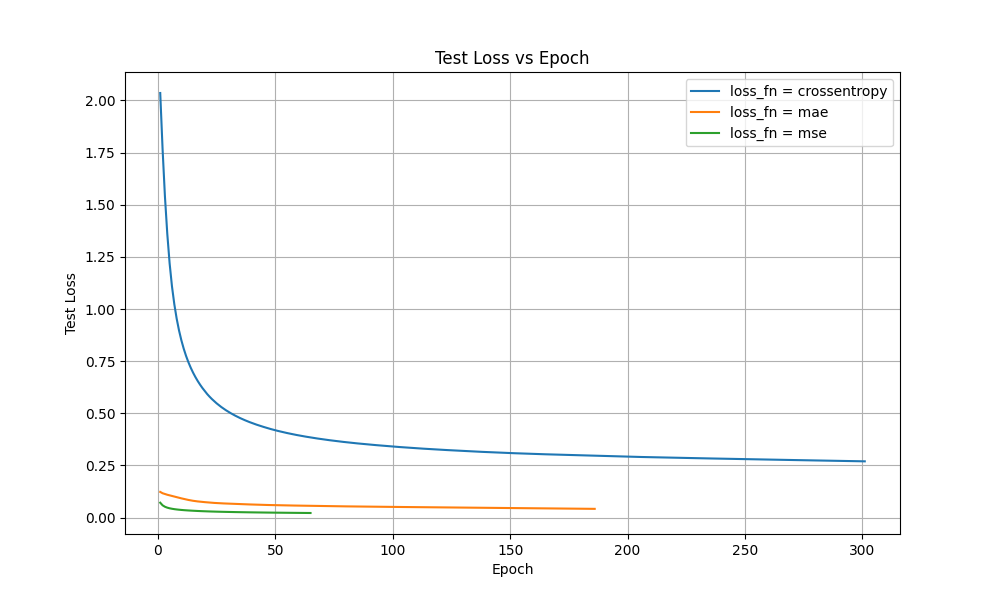 Test Loss vs Epoch
loss_fn = crossentropy
loss_fn = mae
loss_fn = mse
Test Loss
2.00
1.75
1.50
1.25
1.00
0.75
0.50
0.25
0.00
0
50
100
150
200
250
300
Epoch